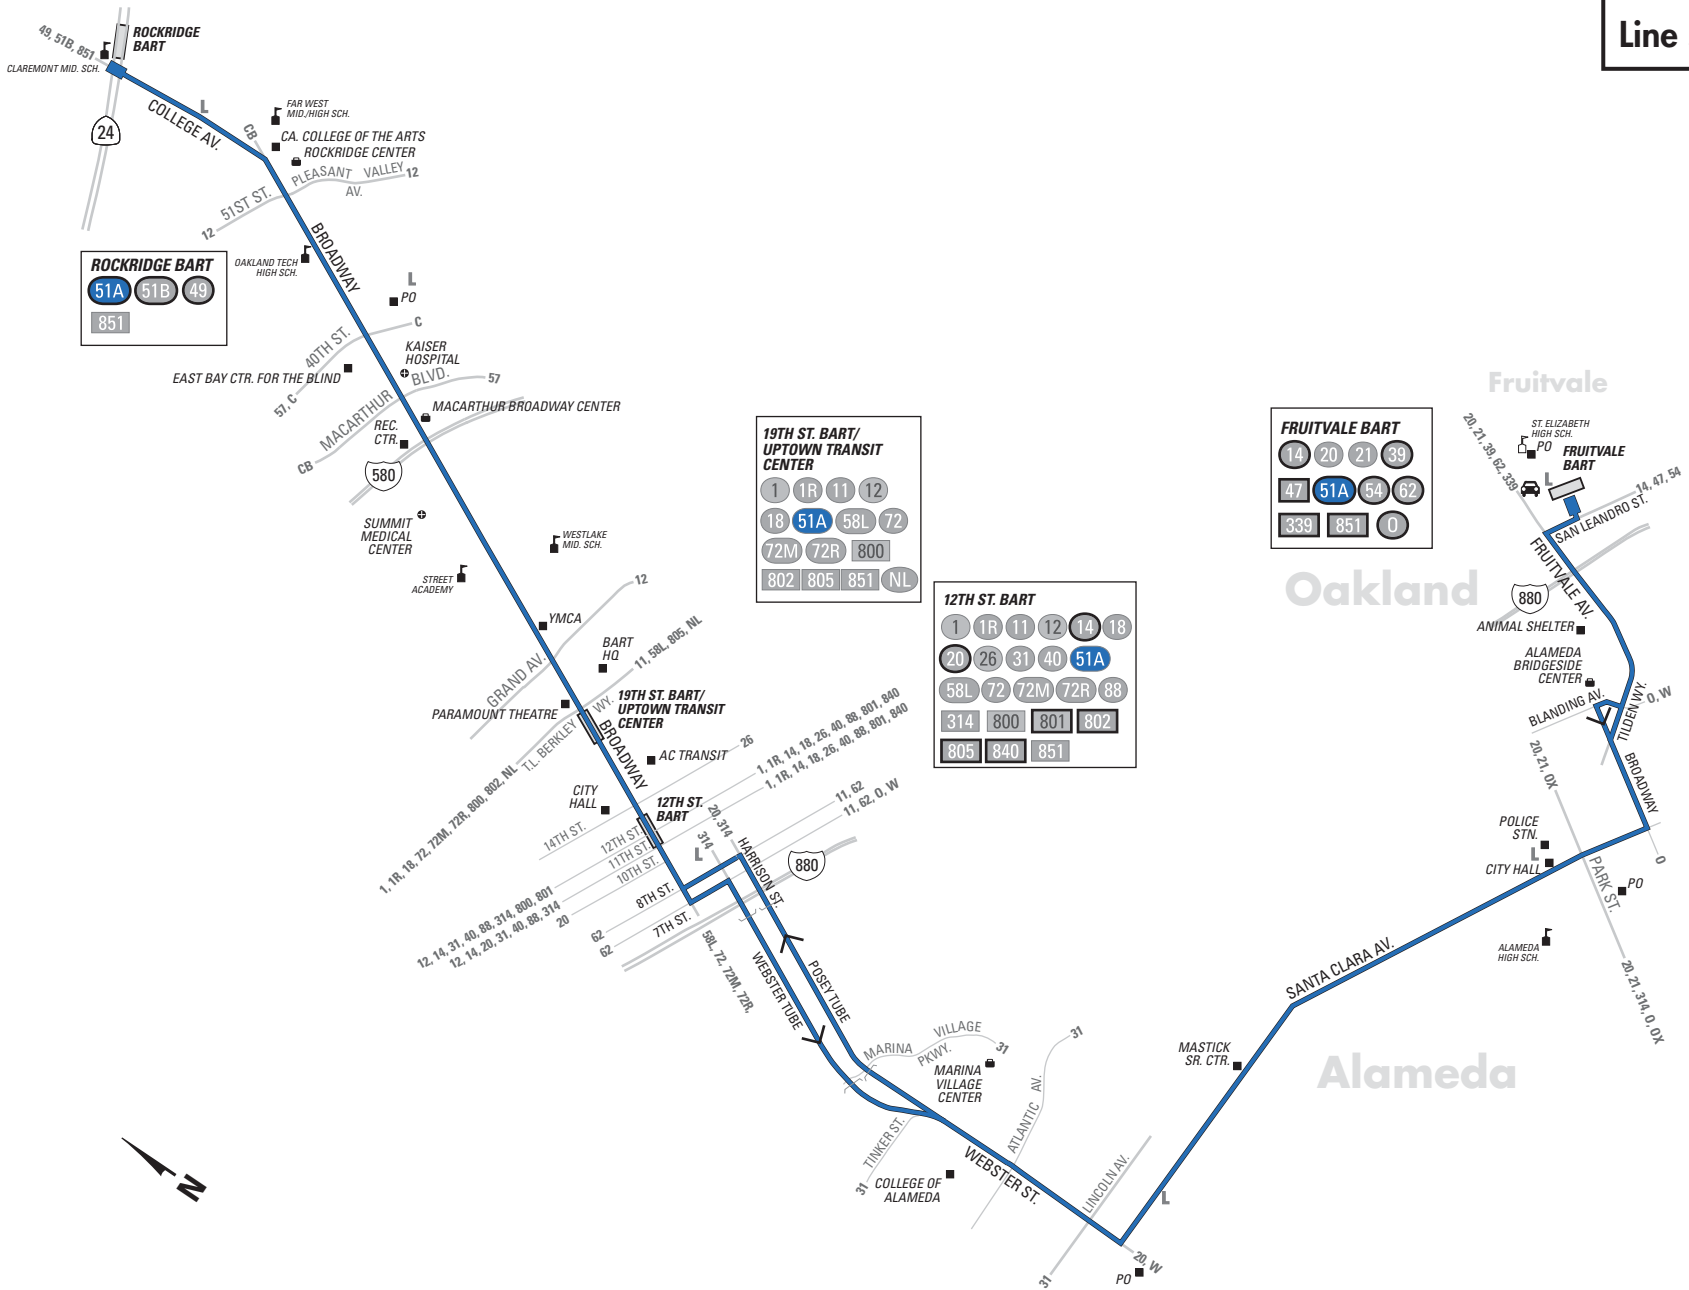 Line
ROCKRIDGE
BART
49, 51B, 851
CLAREMONT MID. SCH.
24
COLLEGE AV.
L
CB
FAR WEST
MID./HIGH SCH.
CA. COLLEGE OF THE ARTS
ROCKRIDGE CENTER
PLEASANT VALLEY
AV.
12
51ST ST.
12
BROADWAY
OAKLAND TECH
HIGH SCH.
L
PO
ROCKRIDGE BART
51A 51B 49
851
40TH ST.
C
EAST BAY CTR. FOR THE BLIND
57, C
KAISER
HOSPITAL
MACARTHUR BLVD.
57
CB
MACARTHUR BROADWAY CENTER
REC.
CTR.
580
SUMMIT
MEDICAL
CENTER
WESTLAKE
MID. SCH.
STREET
ACADEMY
YMCA
12
GRAND AV.
BART
HQ
11, 58L, 805, NL
PARAMOUNT THEATRE
19TH ST. BART/
UPTOWN TRANSIT
CENTER
T.L. BERKLEY WY.
1, 1R, 18, 72, 72M, 72R, 800, 802, NL
BROADWAY
AC TRANSIT
26
CITY
HALL
12TH ST.
BART
1, 1R, 14, 18, 26, 40, 88, 801, 840
1, 1R, 14, 18, 26, 40, 88, 801, 840
14TH ST.
12TH ST.
11TH ST.
10TH ST.
8TH ST.
7TH ST.
12, 14, 31, 40, 88, 314, 800, 801
12, 14, 20, 31, 40, 88, 314
20
62
62
11, 62
11, 62, O, W
20, 314
314
L
HARRISON ST.
880
58L, 72, 72M, 72R,
WEBSTER TUBE
POSEY TUBE
19TH ST. BART/
UPTOWN TRANSIT
CENTER
1 1R 11 12
18 51A 58L 72
72M 72R 800
802 805 851 NL
12TH ST. BART
1 1R 11 12 14 18
20 26 31 40 51A
58L 72 72M 72R 88
314 800 801 802
805 840 851
MARINA VILLAGE
PKWY.
31
MARINA
VILLAGE
CENTER
TINKER ST.
31
COLLEGE OF
ALAMEDA
ATLANTIC AV.
31
WEBSTER ST.
LINCOLN AV.
31
20, W
PO
L
MASTICK
SR. CTR.
SANTA CLARA AV.
Alameda
Oakland
Fruitvale
FRUITVALE BART
14 20 21 39
47 51A 54 62
339 851 O
20, 21, 39, 62, 339
ST. ELIZABETH
HIGH SCH.
PO
FRUITVALE
BART
L
14, 47, 54
SAN LEANDRO ST.
FRUITVALE AV.
880
ANIMAL SHELTER
ALAMEDA
BRIDGESIDE
CENTER
BLANDING AV.
TILDEN WY.
O, W
20, 21, OX
BROADWAY
O
POLICE
STN.
L
CITY HALL
PARK ST.
PO
ALAMEDA
HIGH SCH.
20, 21, 314, O, OX
N